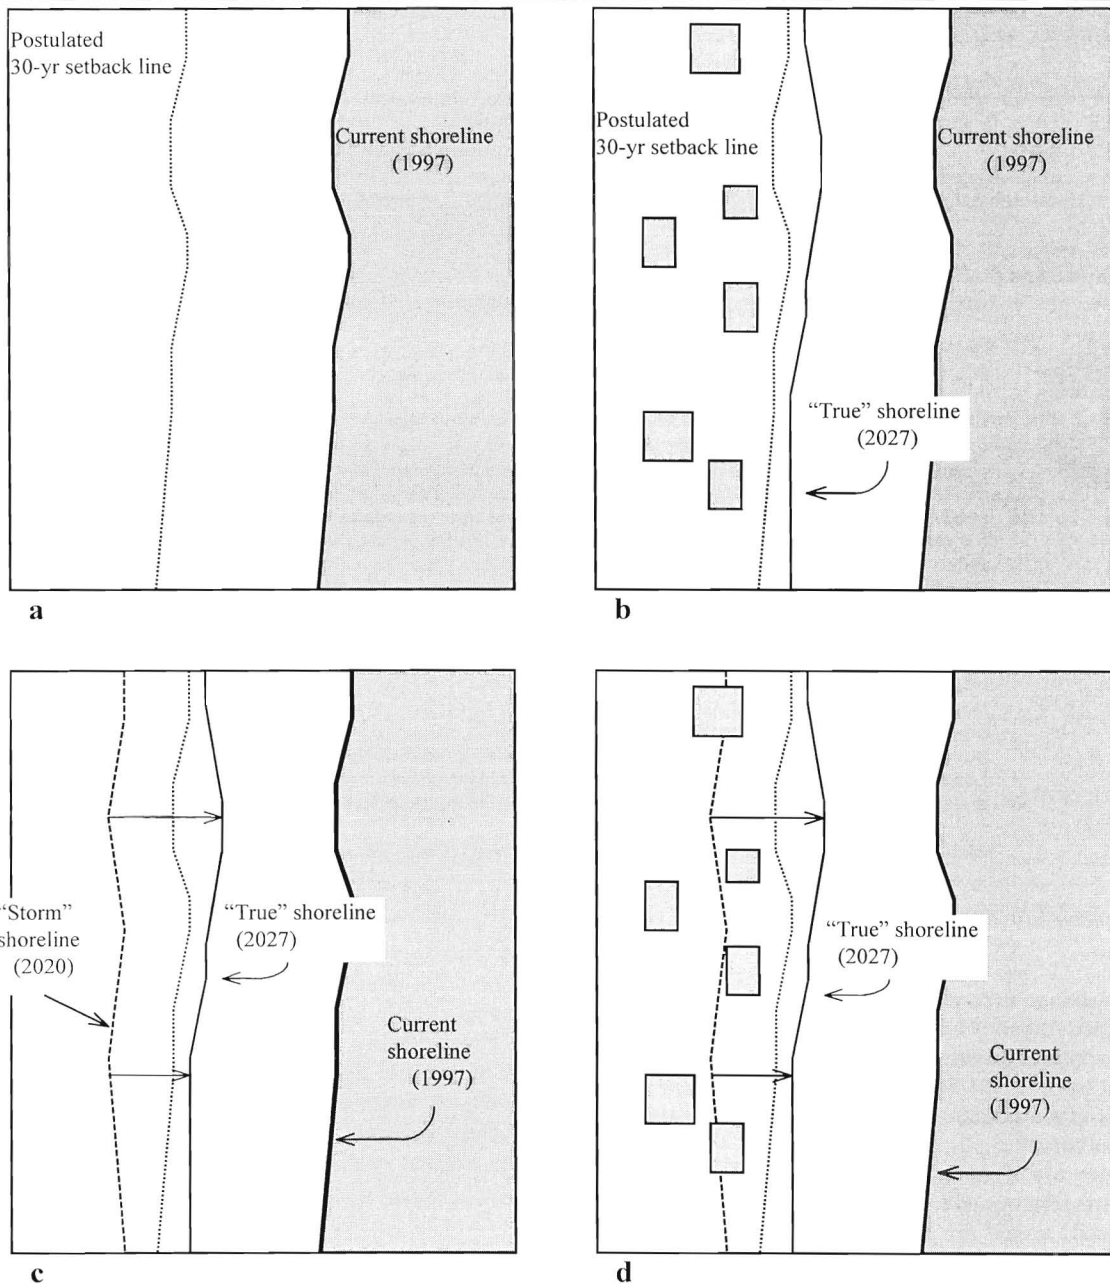 Postulated
30-yr setback line
Current shoreline
(1997)
a
Postulated
30-yr setback line
Current shoreline
(1997)
“True” shoreline
(2027)
b
“Storm”
shoreline
(2020)
“True” shoreline
(2027)
Current
shoreline
(1997)
c
“True” shoreline
(2027)
Current
shoreline
(1997)
d